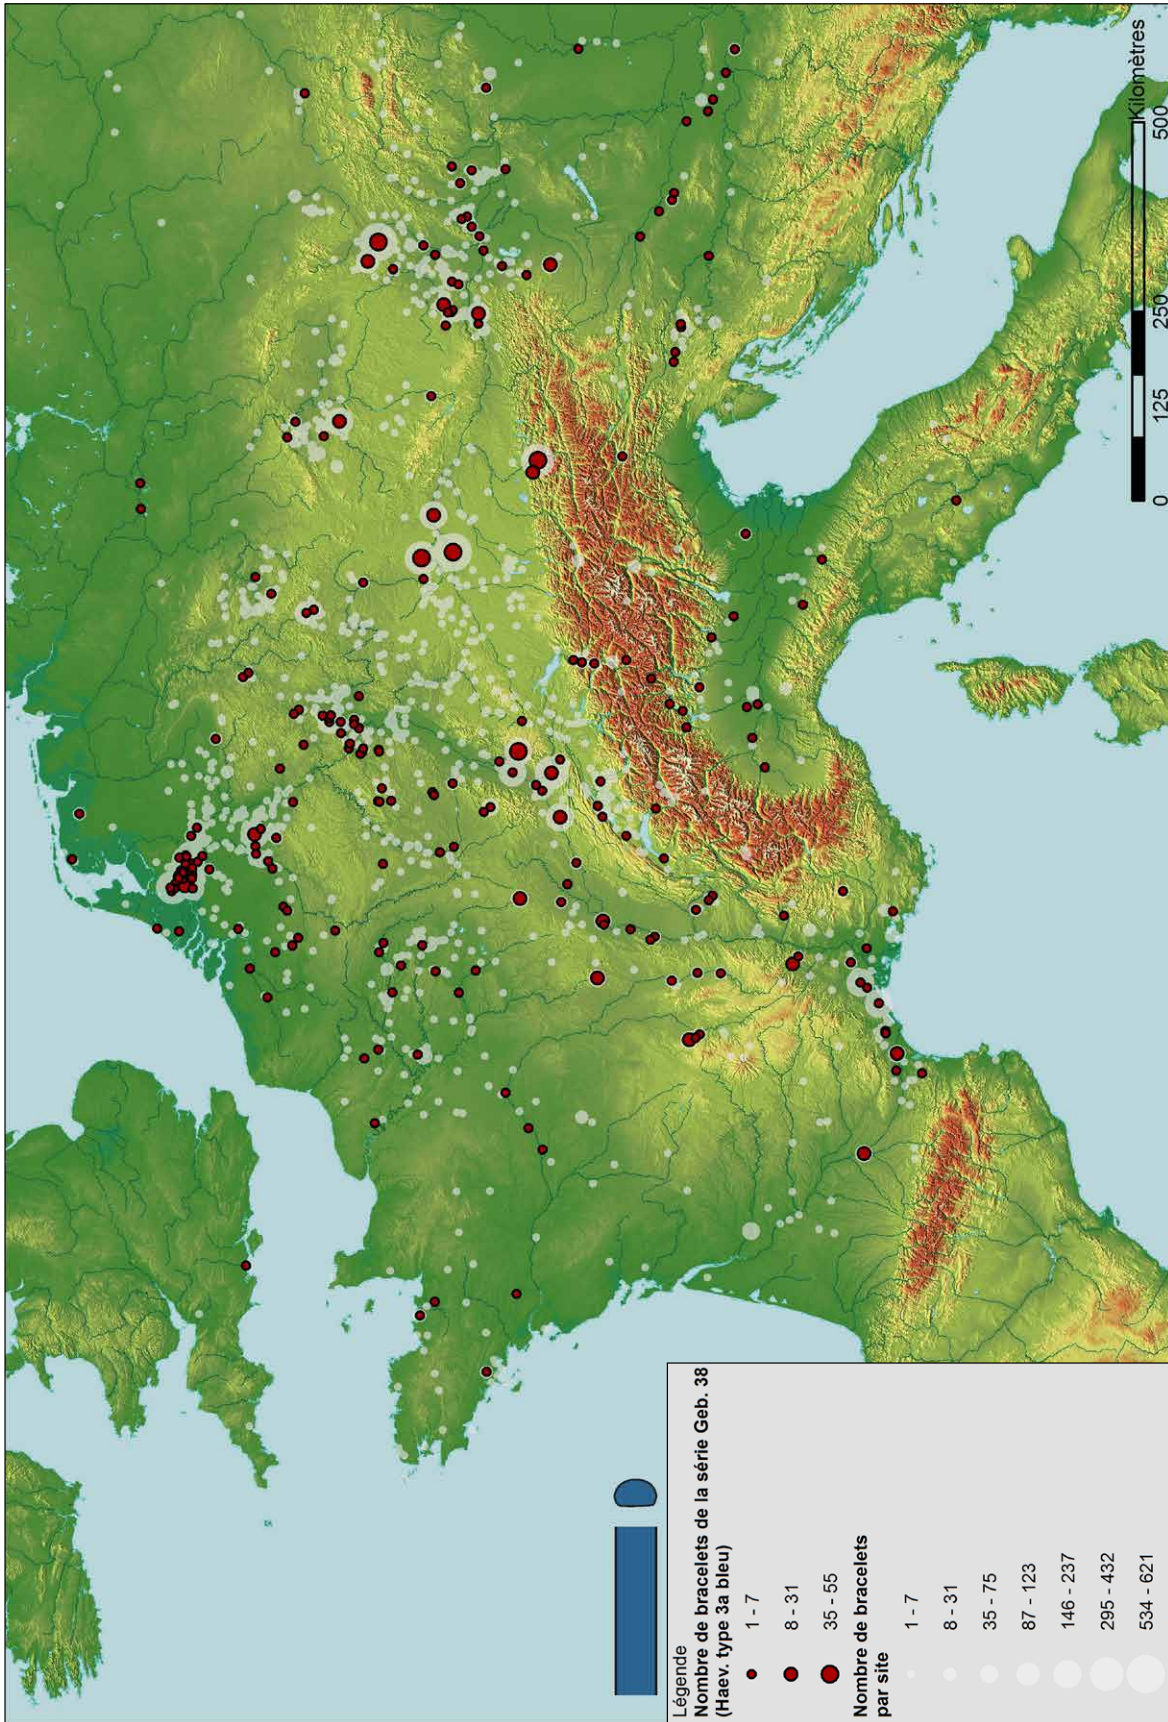 Légende
Nombre de bracelets de la série Geb. 38
(Haev. type 3a bleu)
1 - 7
8 - 31
35 - 55
Nombre de bracelets
par site
1 - 7
8 - 31
35 - 75
87 - 123
146 - 237
295 - 432
534 - 621
Kilomètres
0 125 250 500